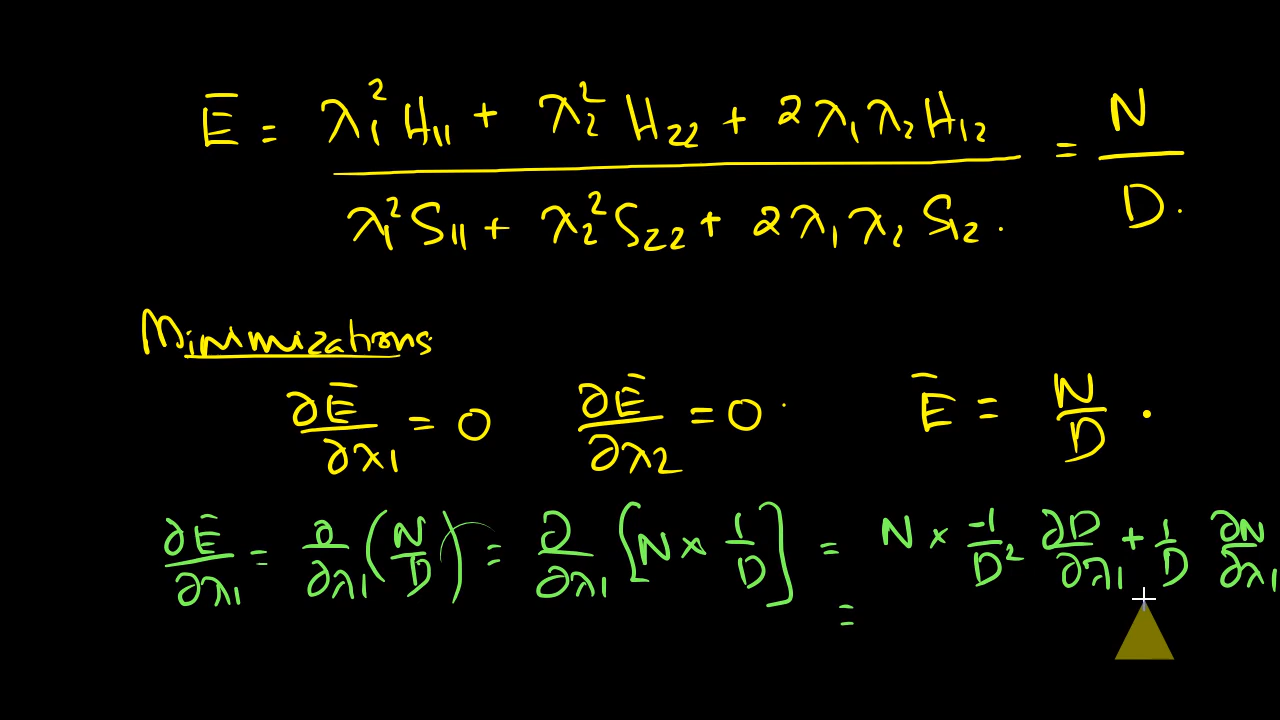 Ē = (λ₁²H₁₁ + λ₂²H₂₂ + 2λ₁λ₂H₁₂) / (λ₁²S₁₁ + λ₂²S₂₂ + 2λ₁λ₂S₁₂.) = N/D.
Minimizations
∂Ē/∂λ₁ = 0 ∂Ē/∂λ₂ = 0 · Ē = N/D ·
∂Ē/∂λ₁ = ∂/∂λ₁ (N/D) = ∂/∂λ₁ [N × 1/D] = N × -1/D² ∂D/∂λ₁ + 1/D ∂N/∂λ₁
=